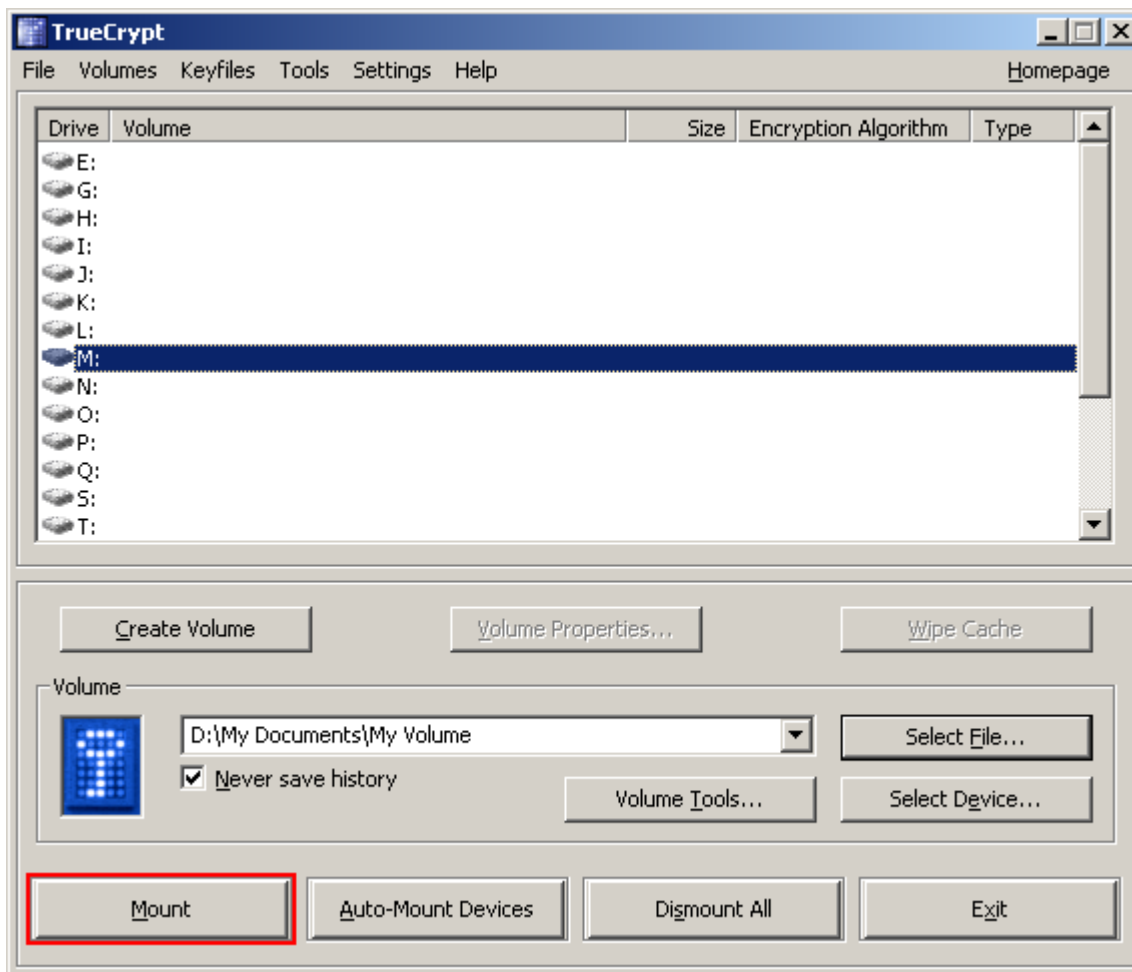 TrueCrypt
File Volumes Keyfiles Tools Settings Help Homepage
Drive Volume Size Encryption Algorithm Type
E:
G:
H:
I:
J:
K:
L:
M:
N:
O:
P:
Q:
S:
T:
Create Volume Volume Properties... Wipe Cache
Volume
D:\My Documents\My Volume Select File...
Never save history
Volume Tools... Select Device...
Mount Auto-Mount Devices Dismount All Exit